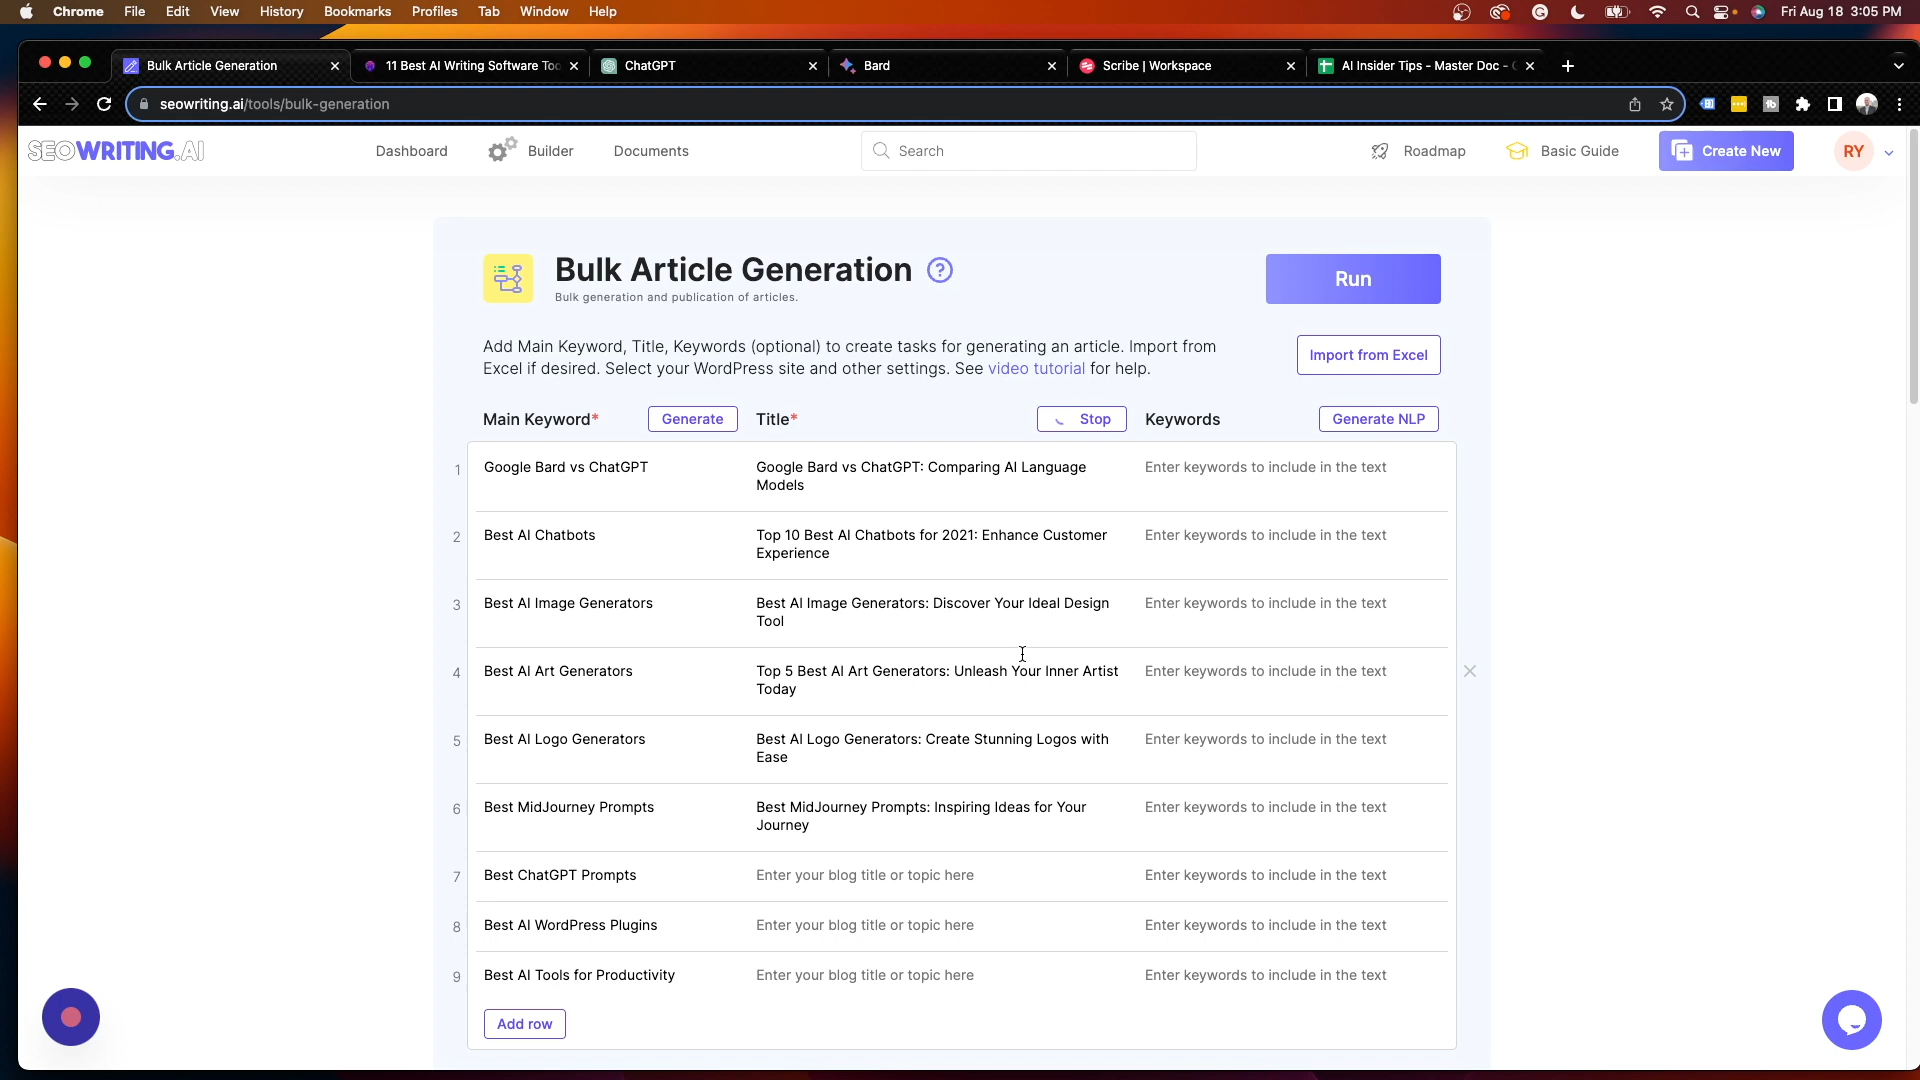 Chrome File Edit View History Bookmarks Profiles Tab Window Help Fri Aug 18 3:05 PM
Bulk Article Generation 11 Best AI Writing Software Too ChatGPT Bard Scribe | Workspace AI Insider Tips - Master Doc -
seowriting.ai/tools/bulk-generation
SEOWRITING.AI Dashboard Builder Documents Search Roadmap Basic Guide Create New RY
Bulk Article Generation ?
Bulk generation and publication of articles.
Run
Add Main Keyword, Title, Keywords (optional) to create tasks for generating an article. Import from
Excel if desired. Select your WordPress site and other settings. See video tutorial for help.
Import from Excel
Main Keyword* Generate Title* Stop Keywords Generate NLP
1 Google Bard vs ChatGPT Google Bard vs ChatGPT: Comparing AI Language Enter keywords to include in the text
Models
2 Best AI Chatbots Top 10 Best AI Chatbots for 2021: Enhance Customer Enter keywords to include in the text
Experience
3 Best AI Image Generators Best AI Image Generators: Discover Your Ideal Design Enter keywords to include in the text
Tool
4 Best AI Art Generators Top 5 Best AI Art Generators: Unleash Your Inner Artist Enter keywords to include in the text
Today
5 Best AI Logo Generators Best AI Logo Generators: Create Stunning Logos with Enter keywords to include in the text
Ease
6 Best MidJourney Prompts Best MidJourney Prompts: Inspiring Ideas for Your Enter keywords to include in the text
Journey
7 Best ChatGPT Prompts Enter your blog title or topic here Enter keywords to include in the text
8 Best AI WordPress Plugins Enter your blog title or topic here Enter keywords to include in the text
9 Best AI Tools for Productivity Enter your blog title or topic here Enter keywords to include in the text
Add row